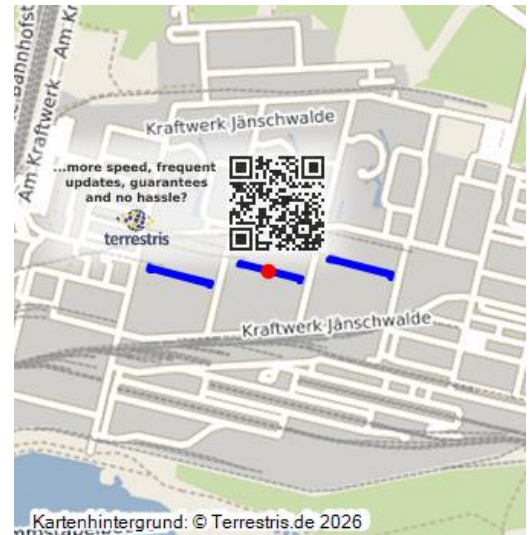 Am Kraftwerk — Am Kr
Kraftwerk Jänschwalde
...more speed, frequent
updates, guarantees
and no hassle?
terrestris
Kraftwerk Jänschwalde
Kartenhintergrund: © Terrestris.de 2026